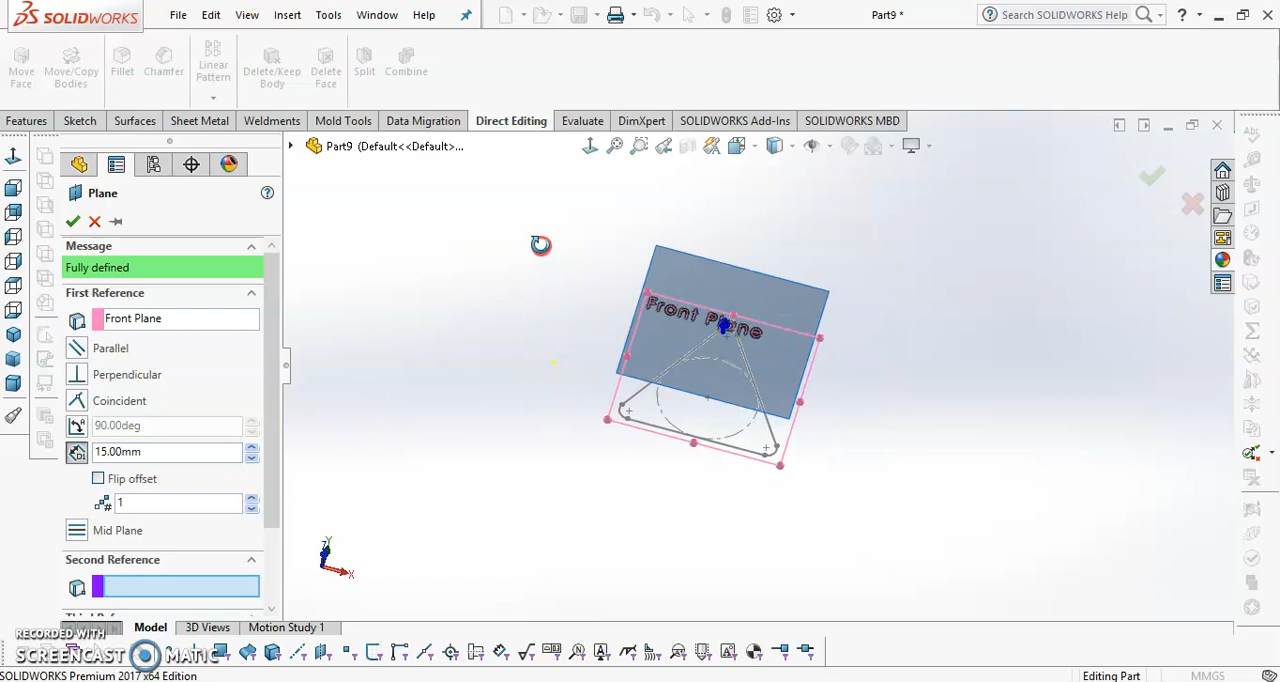 SOLIDWORKS File Edit View Insert Tools Window Help Part9 * Search SOLIDWORKS Help
Move Face Move/Copy Bodies Fillet Chamfer Linear Pattern Delete/Keep Body Delete Face Split Combine
Features Sketch Surfaces Sheet Metal Weldments Mold Tools Data Migration Direct Editing Evaluate DimXpert SOLIDWORKS Add-Ins SOLIDWORKS MBD
Part9 (Default<<Default>...
Plane
Message
Fully defined
First Reference
Front Plane
Parallel
Perpendicular
Coincident
90.00deg
15.00mm
Flip offset
1
Mid Plane
Second Reference
Front Plane
Y
Z
X
Model 3D Views Motion Study 1
RECORDED WITH
SCREENCAST MATIC
SOLIDWORKS Premium 2017 x64 Edition Editing Part MMGS